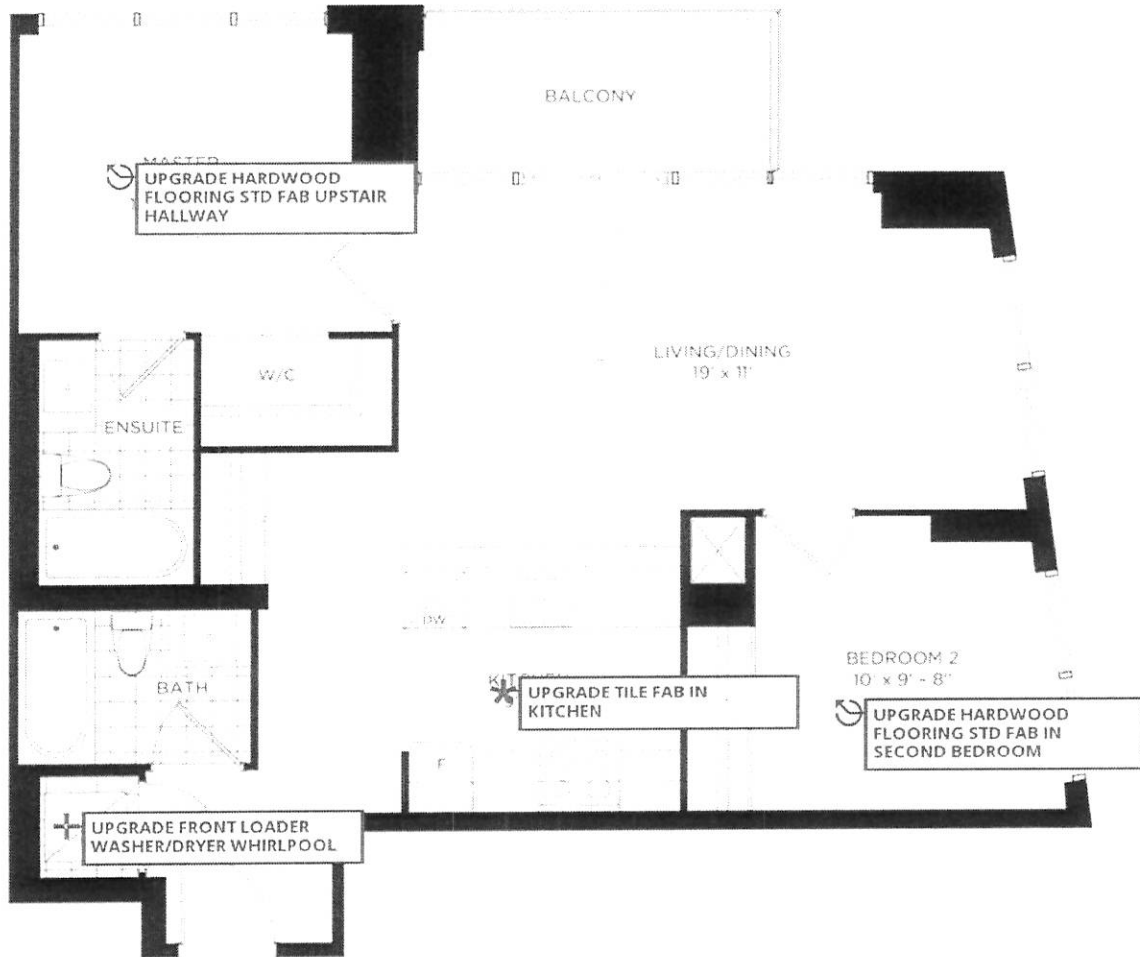 BALCONY
MASTER
UPGRADE HARDWOOD
FLOORING STD FAB UPSTAIR
HALLWAY
LIVING/DINING
19' x 11'
W/C
ENSUITE
DW
BEDROOM 2
10' x 9' - 8"
BATH
UPGRADE TILE FAB IN
KITCHEN
UPGRADE HARDWOOD
FLOORING STD FAB IN
SECOND BEDROOM
F
UPGRADE FRONT LOADER
WASHER/DRYER WHIRLPOOL